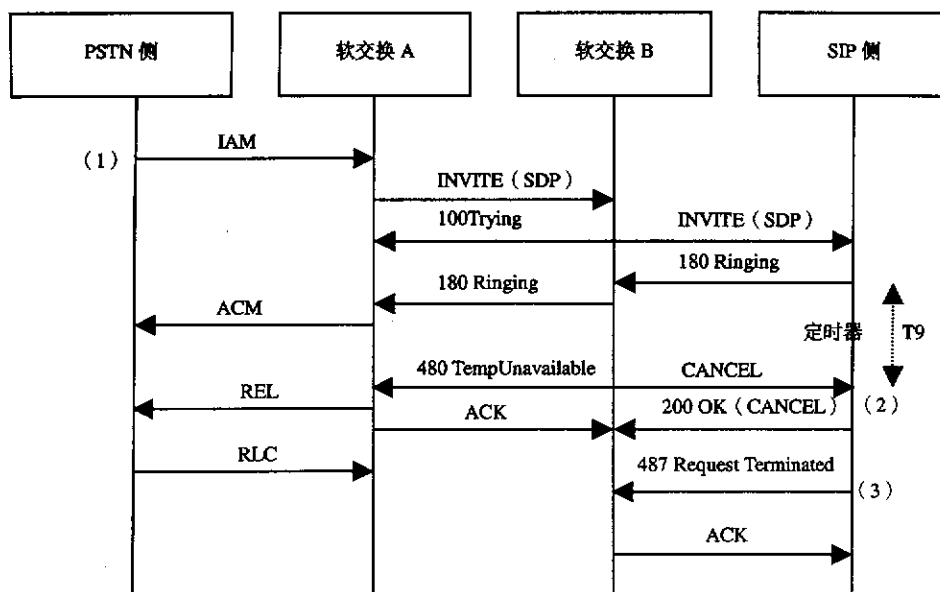 PSTN 侧
软交换 A
软交换 B
SIP 侧
(1)
IAM
INVITE(SDP)
100Trying
INVITE(SDP)
180 Ringing
180 Ringing
ACM
定时器
T9
480 TempUnavailable
CANCEL
REL
ACK
200 OK(CANCEL)
(2)
RLC
487 Request Terminated
(3)
ACK